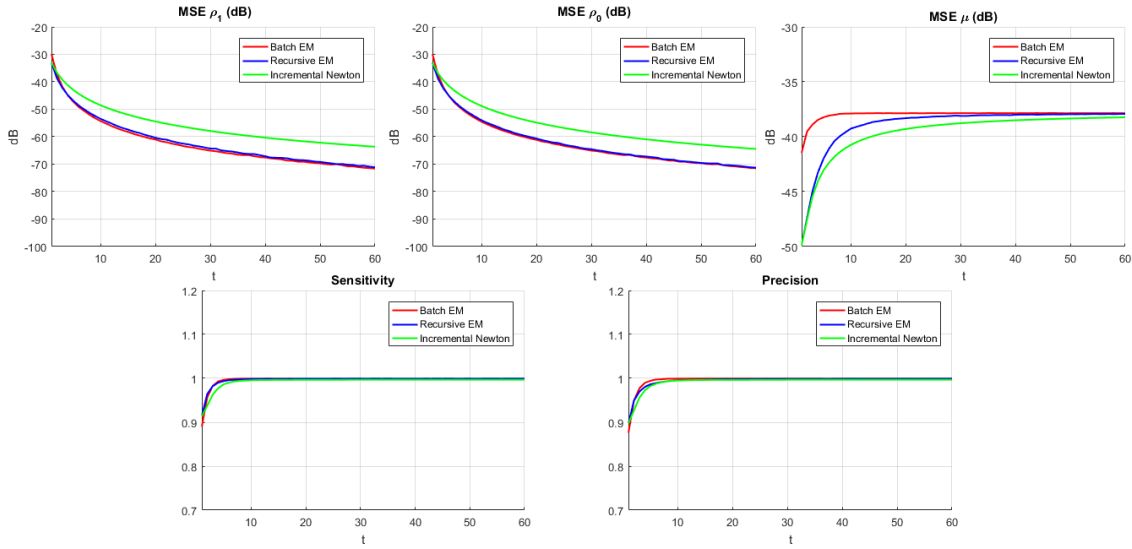 MSE ρ1 (dB)
-20
-30
-40
-50
-60
-70
-80
-90
-100
dB
10
20
30
40
50
60
t
Batch EM
Recursive EM
Incremental Newton
MSE ρ0 (dB)
-20
-30
-40
-50
-60
-70
-80
-90
-100
dB
10
20
30
40
50
60
t
Batch EM
Recursive EM
Incremental Newton
MSE μ (dB)
-30
-35
-40
-45
-50
dB
10
20
30
40
50
60
t
Batch EM
Recursive EM
Incremental Newton
Sensitivity
1.2
1.1
1
0.9
0.8
0.7
10
20
30
40
50
60
t
Batch EM
Recursive EM
Incremental Newton
Precision
1.2
1.1
1
0.9
0.8
0.7
10
20
30
40
50
60
t
Batch EM
Recursive EM
Incremental Newton